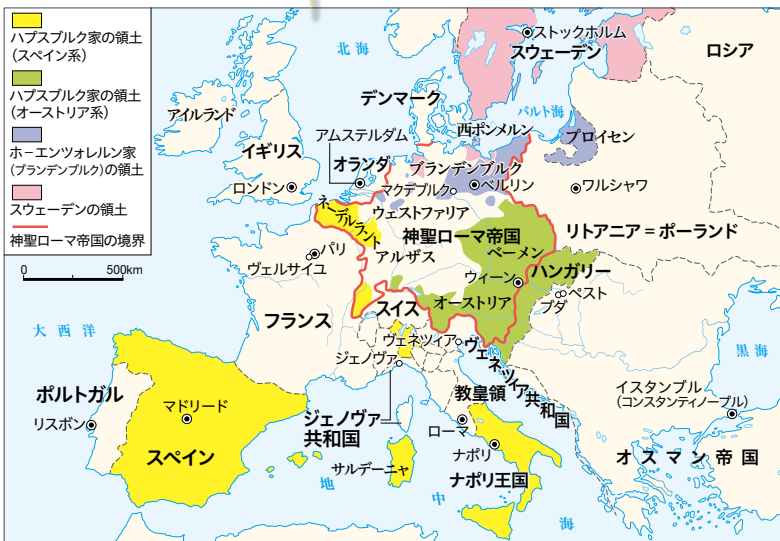 ハプスブルク家の領土
(スペイン系)
ハプスブルク家の領土
(オーストリア系)
ホーエンツォレルン家
(ブランデンブルク)の領土
スウェーデンの領土
神聖ローマ帝国の境界
0 500km
北海
ストックホルム
スウェーデン
ロシア
デンマーク
バルト海
アイルランド
アムステルダム
西ポンメルン
プロイセン
イギリス
オランダ
ブランデンブルク
ロンドン
マクデブルク
ベルリン
ワルシャワ
ネーデルラント
ウェストファリア
神聖ローマ帝国
リトアニア=ポーランド
パリ
アルザス
ベーメン
ヴェルサイユ
ウィーン
ハンガリー
ペスト
ブダ
大西洋
フランス
スイス
オーストリア
黒海
ヴェネツィア
ジェノヴァ
ヴェネツィア共和国
ポルトガル
マドリード
教皇領
イスタンブル
(コンスタンティノープル)
リスボン
ジェノヴァ
共和国
ローマ
スペイン
サルデーニャ
ナポリ
オスマン帝国
ナポリ王国
地中海